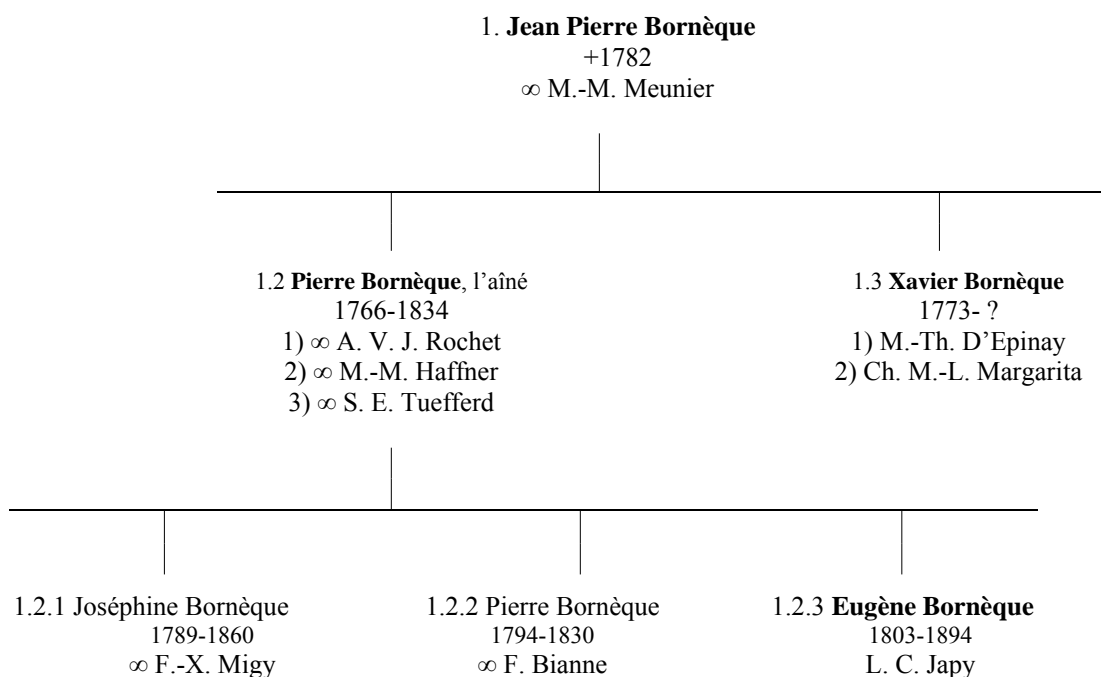 1. Jean Pierre Bornèque
+1782
∞ M.-M. Meunier
1.2 Pierre Bornèque, l’aîné
1766-1834
1) ∞ A. V. J. Rochet
2) ∞ M.-M. Haffner
3) ∞ S. E. Tuefferd
1.3 Xavier Bornèque
1773- ?
1) M.-Th. D’Epinay
2) Ch. M.-L. Margarita
1.2.1 Joséphine Bornèque
1789-1860
∞ F.-X. Migy
1.2.2 Pierre Bornèque
1794-1830
∞ F. Bianne
1.2.3 Eugène Bornèque
1803-1894
L. C. Japy